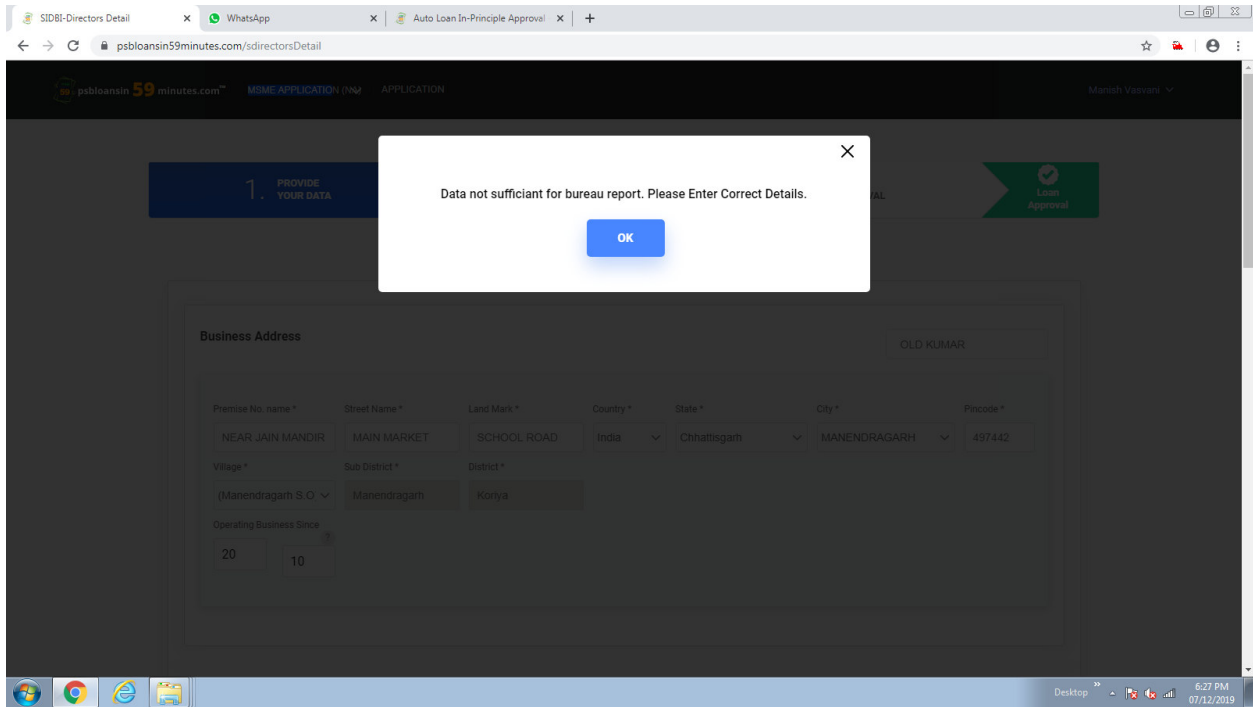 SIDBI-Directors Detail
WhatsApp
Auto Loan In-Principle Approval
psbloansin59minutes.com/sdirectorsDetail
psbloansin 59 minutes.com
MSME APPLICATION (NM
APPLICATION
Manish Vasvani
Data not sufficiant for bureau report. Please Enter Correct Details.
OK
1. PROVIDE
YOUR DATA
VAL
Loan
Approval
Business Address
OLD KUMAR
Premise No. name * Street Name * Land Mark * Country * State * City * Pincode *
NEAR JAIN MANDIR MAIN MARKET SCHOOL ROAD India Chhattisgarh MANENDRAGARH 497442
Village * Sub District * District *
(Manendragarh S.O Manendragarh Koriya
Operating Business Since
?
20 10
Desktop
6:27 PM
07/12/2019